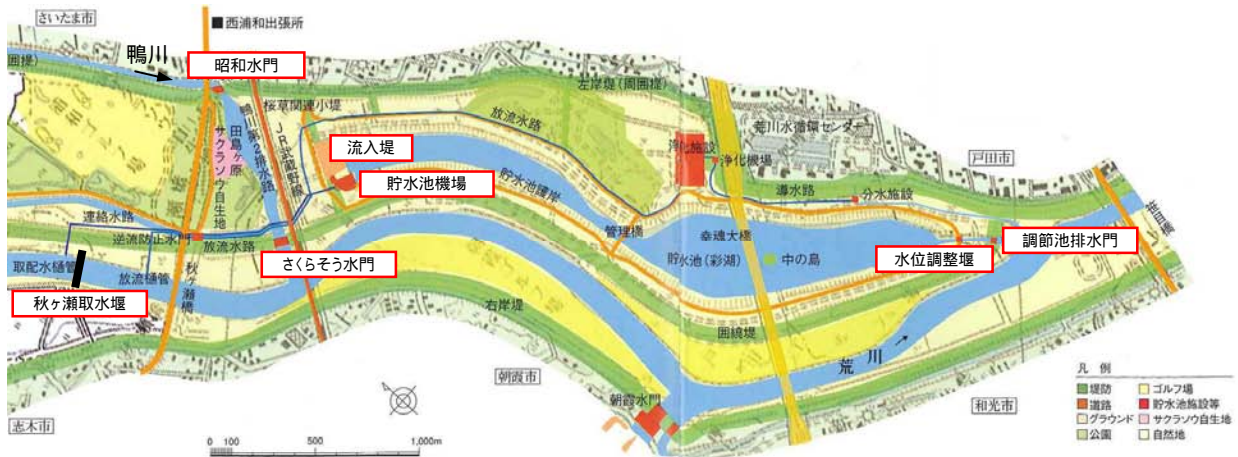 さいたま市
■西浦和出張所
鴨川
昭和水門
囲堤)
左岸堤(周囲堤)
桜草関連小堤
放流水路
荒川水循環センター
鴨川第2排水路
JR武蔵野線
田島ヶ原
サクラソウ自生地
流入堤
貯水池機場
浄化施設
浄化機場
戸田市
貯水池護岸
導水路
分水施設
連絡水路
逆流防止水門
放流水路
管理橋
幸魂大橋
笹目橋
調節池排水門
取配水樋管
放流樋管
さくらそう水門
貯水池(彩湖)
中の島
水位調整堰
秋ヶ瀬取水堰
秋ヶ瀬橋
右岸堤
囲繞堤
荒川
朝霞市
朝霞水門
和光市
志木市
0 100 500 1,000m
凡 例
堤防
ゴルフ場
道路
貯水池施設等
グラウンド
サクラソウ自生地
公園
自然地